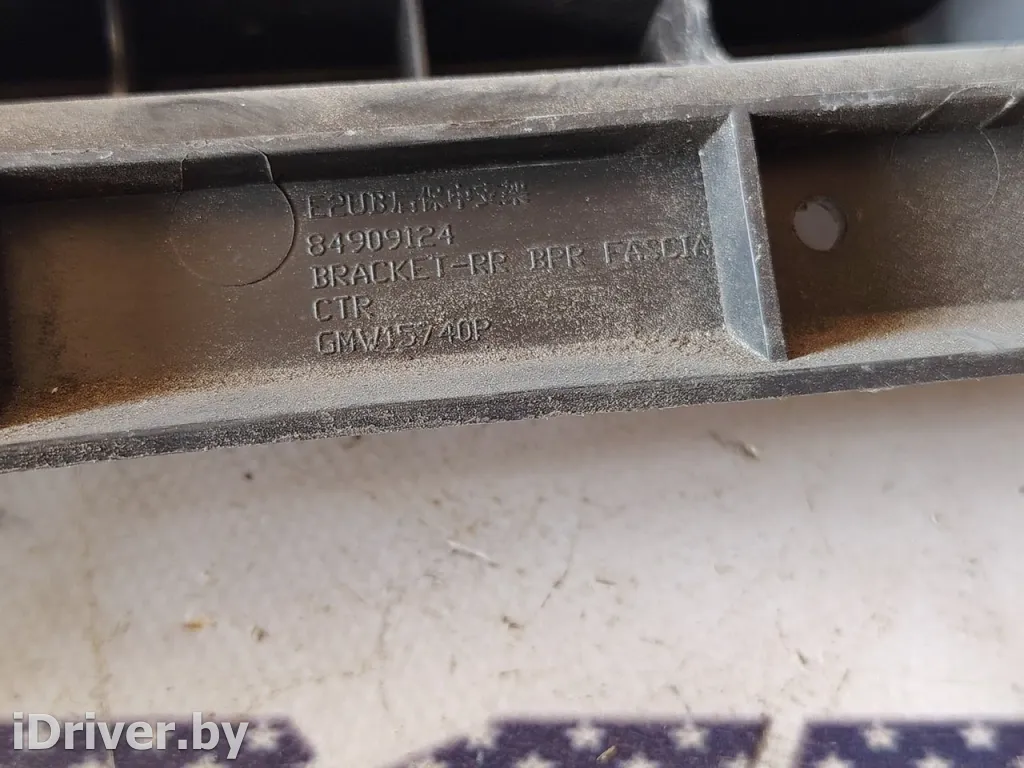 E2UB后保中支架
84909124
BRACKET-RR BPR FASCIA
CTR
GMW15740P
iDriver.by